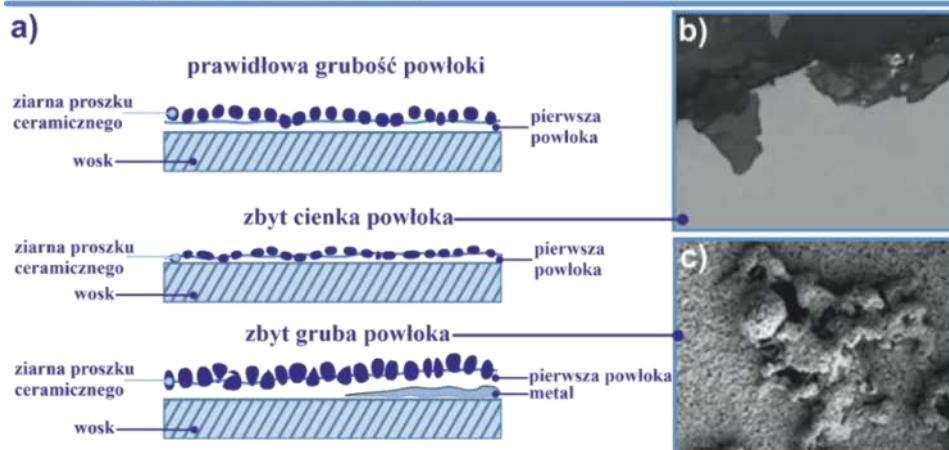 a)
prawidłowa grubość powłoki
ziarna proszku
ceramicznego
pierwsza
powłoka
wosk
zbyt cienka powłoka
ziarna proszku
ceramicznego
pierwsza
powłoka
wosk
zbyt gruba powłoka
ziarna proszku
ceramicznego
pierwsza powłoka
metal
wosk
b)
c)